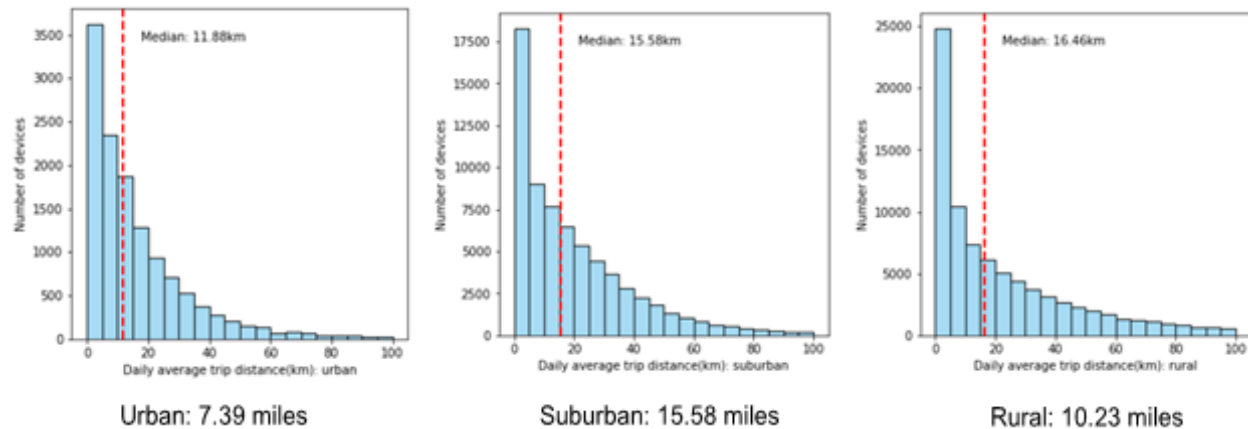 Median: 11.88km
3500
3000
2500
2000
1500
1000
500
0
Number of devices
0 20 40 60 80 100
Daily average trip distance(km): urban
Median: 15.58km
17500
15000
12500
10000
7500
5000
2500
0
Number of devices
0 20 40 60 80 100
Daily average trip distance(km): suburban
Median: 16.46km
25000
20000
15000
10000
5000
0
Number of devices
0 20 40 60 80 100
Daily average trip distance(km): rural
Urban: 7.39 miles
Suburban: 15.58 miles
Rural: 10.23 miles